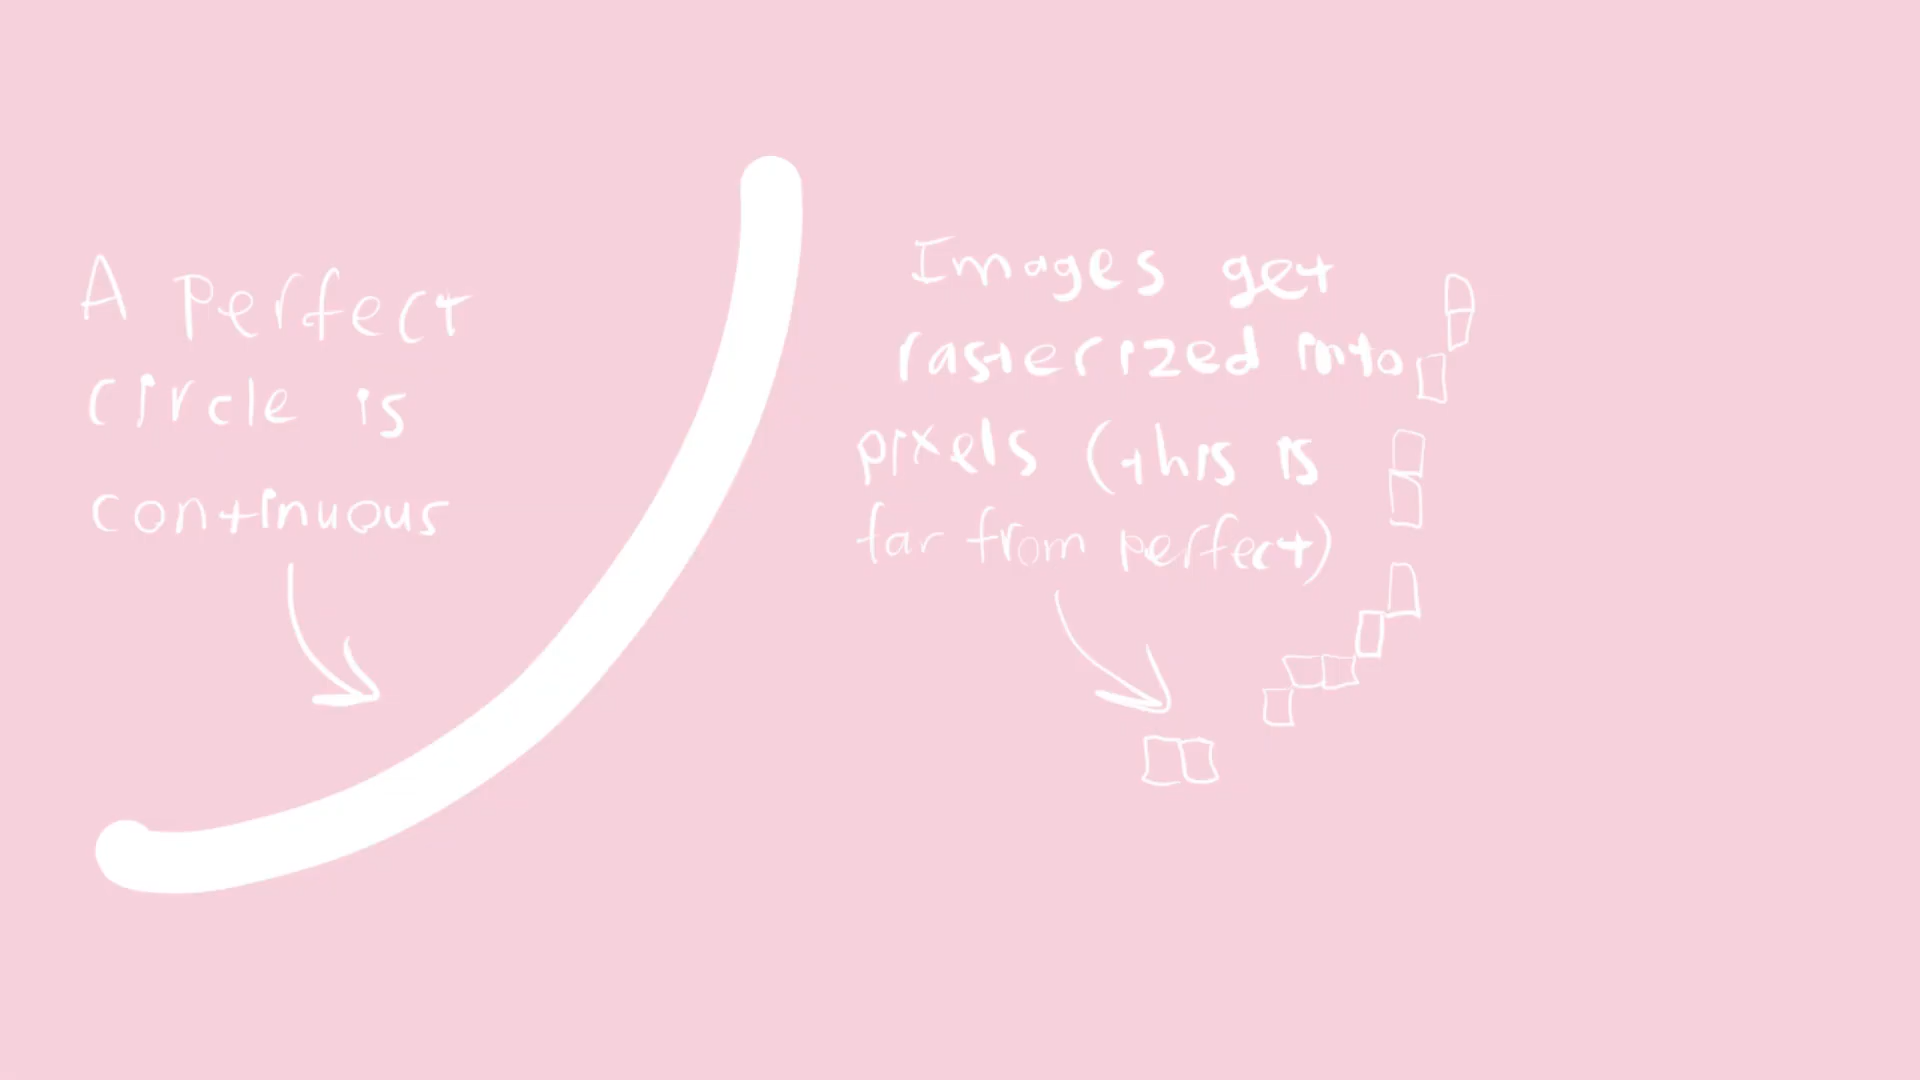 A perfect
circle is
continuous
Images get
rasterized into
pixels (this is
far from perfect)